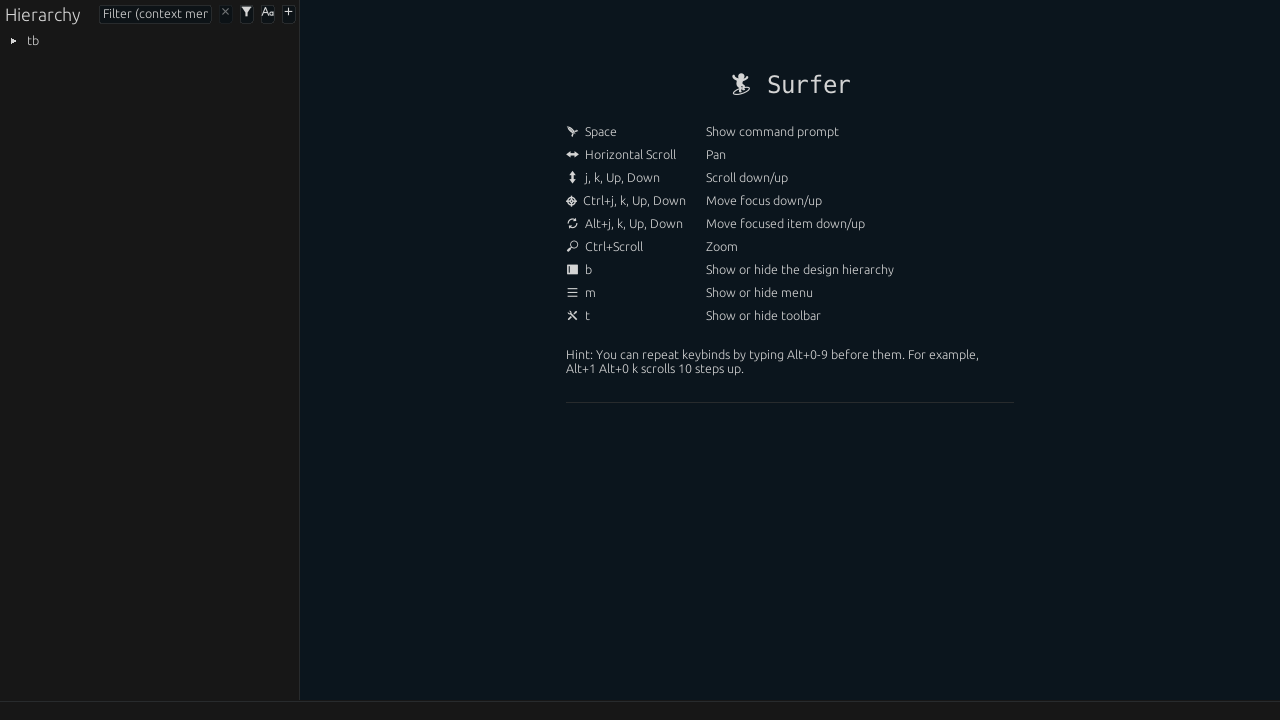 Hierarchy Filter (context mer × Aa +
tb
Surfer
Space Show command prompt
Horizontal Scroll Pan
j, k, Up, Down Scroll down/up
Ctrl+j, k, Up, Down Move focus down/up
Alt+j, k, Up, Down Move focused item down/up
Ctrl+Scroll Zoom
b Show or hide the design hierarchy
m Show or hide menu
t Show or hide toolbar
Hint: You can repeat keybinds by typing Alt+0-9 before them. For example,
Alt+1 Alt+0 k scrolls 10 steps up.